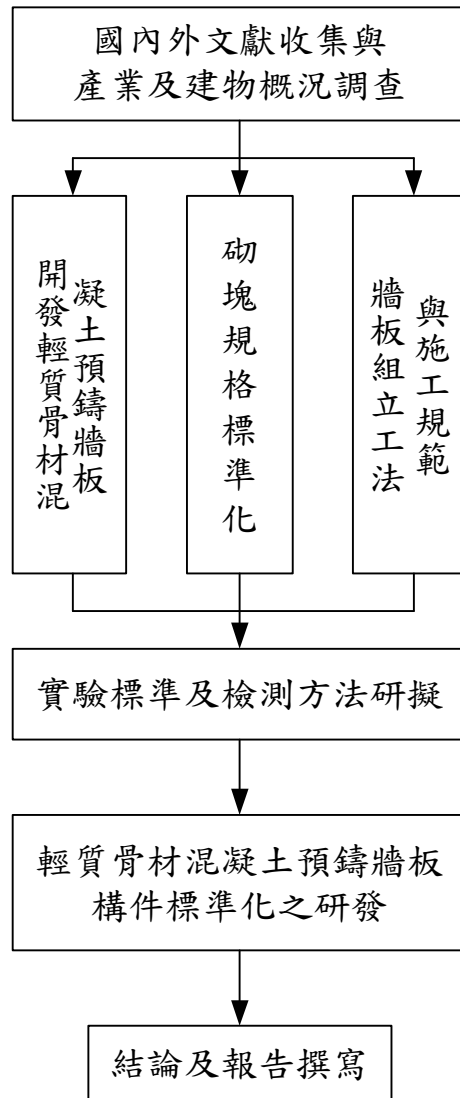 國內外文獻收集與
產業及建物概況調查
開發輕質骨材混
凝土預鑄牆板
砌塊規格標準化
牆板組立工法
與施工規範
實驗標準及檢測方法研擬
輕質骨材混凝土預鑄牆板
構件標準化之研發
結論及報告撰寫